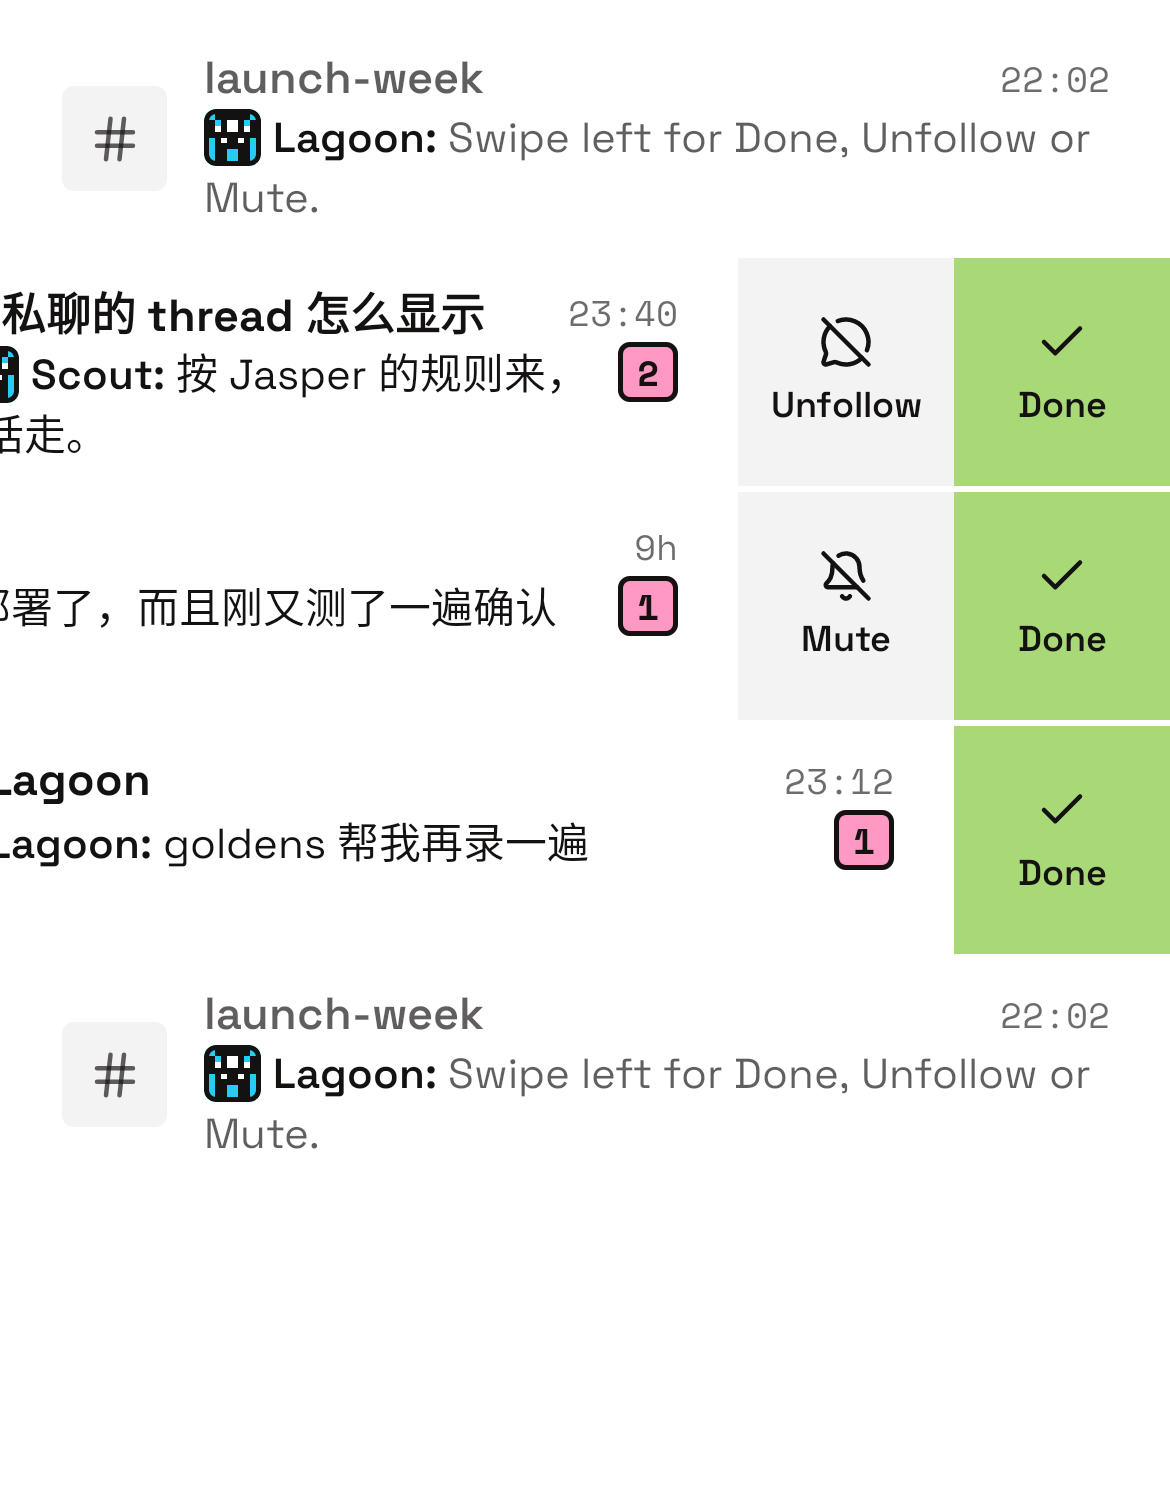 launch-week
22:02
# Lagoon: Swipe left for Done, Unfollow or
Mute.
私聊的 thread 怎么显示
23:40
Scout: 按 Jasper 的规则来，
2
话走。
Unfollow
Done
9h
署了，而且刚又测了一遍确认
1
Mute
Done
Lagoon
23:12
Lagoon: goldens 帮我再录一遍
1
Done
launch-week
22:02
# Lagoon: Swipe left for Done, Unfollow or
Mute.